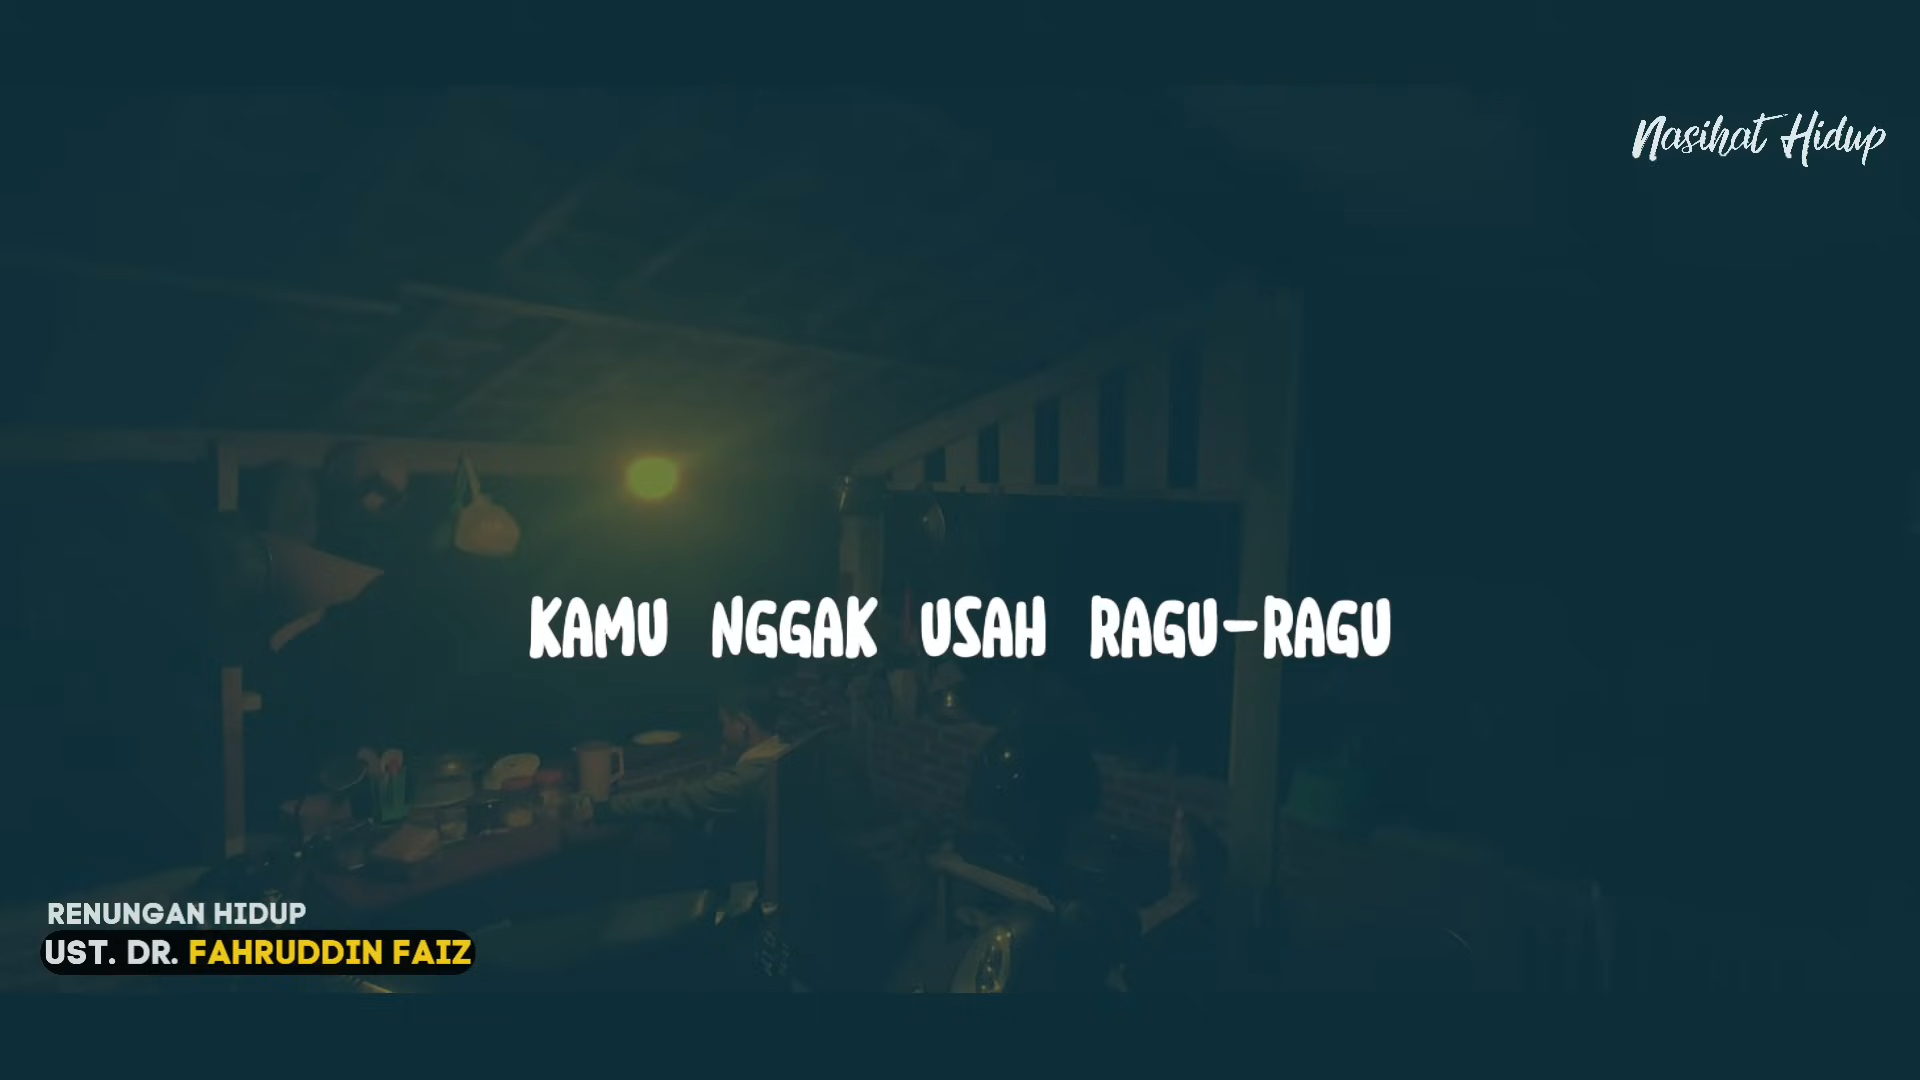 Nasihat Hidup
KAMU NGGAK USAH RAGU-RAGU
RENUNGAN HIDUP
UST. DR. FAHRUDDIN FAIZ